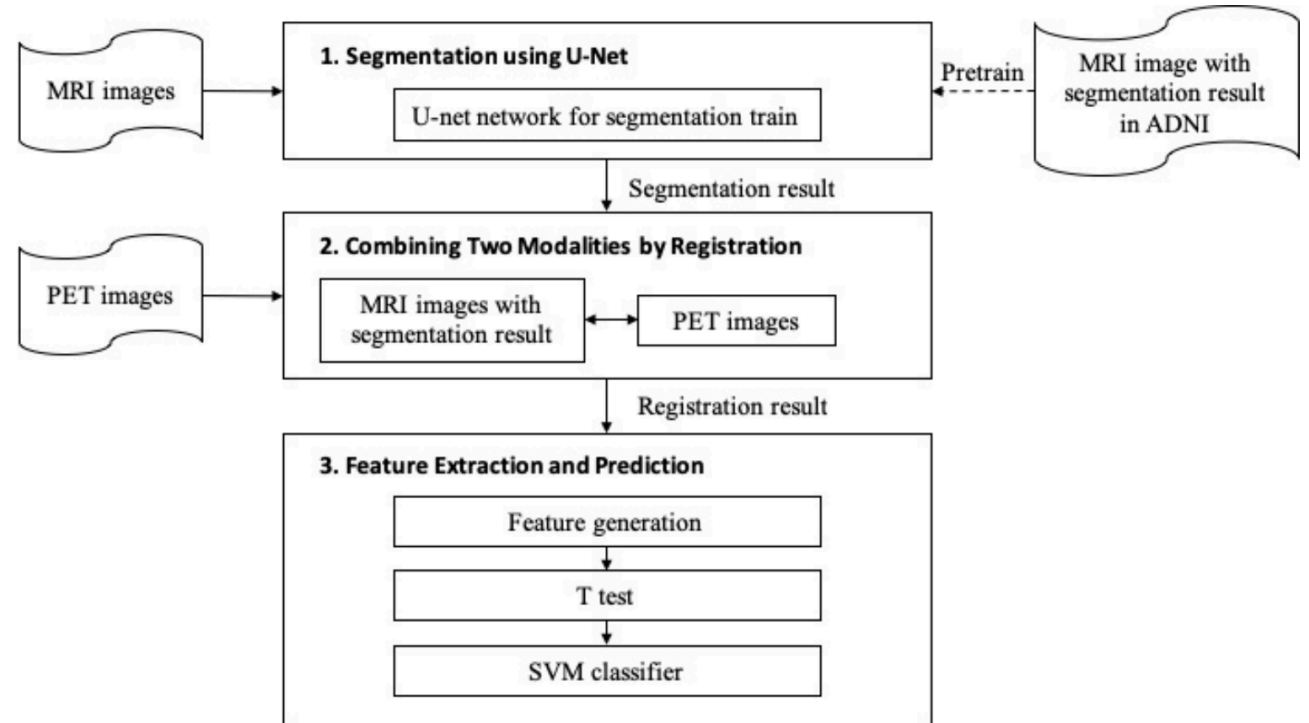 1. Segmentation using U-Net
MRI images
U-net network for segmentation train
Pretrain
MRI image with
segmentation result
in ADNI
Segmentation result
2. Combining Two Modalities by Registration
PET images
MRI images with
segmentation result
PET images
Registration result
3. Feature Extraction and Prediction
Feature generation
T test
SVM classifier